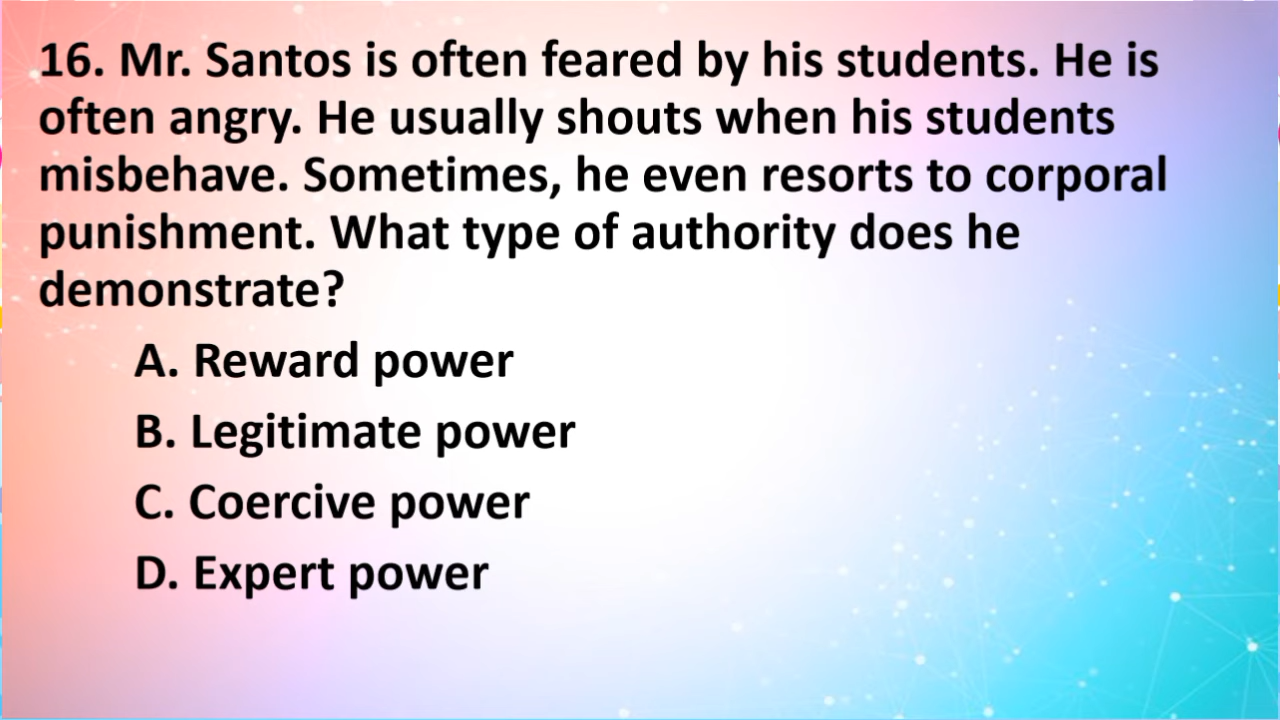 16. Mr. Santos is often feared by his students. He is
often angry. He usually shouts when his students
misbehave. Sometimes, he even resorts to corporal
punishment. What type of authority does he
demonstrate?
A. Reward power
B. Legitimate power
C. Coercive power
D. Expert power